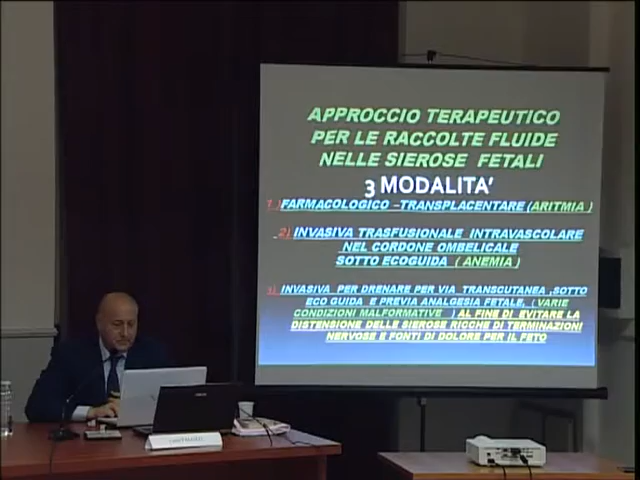 APPROCCIO TERAPEUTICO
PER LE RACCOLTE FLUIDE
NELLE SIEROSE FETALI
3 MODALITA'
1.)FARMACOLOGICO –TRANSPLACENTARE (ARITMIA )
2.) INVASIVA TRASFUSIONALE INTRAVASCOLARE
NEL CORDONE OMBELICALE
SOTTO ECOGUIDA ( ANEMIA )
3.) INVASIVA PER DRENARE PER VIA TRANSCUTANEA ,SOTTO
ECO GUIDA E PREVIA ANALGESIA FETALE, ( VARIE
CONDIZIONI MALFORMATIVE ) AL FINE DI EVITARE LA
DISTENSIONE DELLE SIEROSE RICCHE DI TERMINAZIONI
NERVOSE E FONTI DI DOLORE PER IL FETO